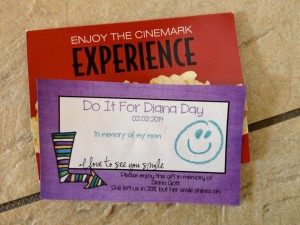 ENJOY THE CINEMARK
EXPERIENCE
Do It For Diana Day
02.02.2014
In memory of my mom
I love to see you smile
Please enjoy this gift in memory of
Diana
She left us in 2011, but her smile shines on.